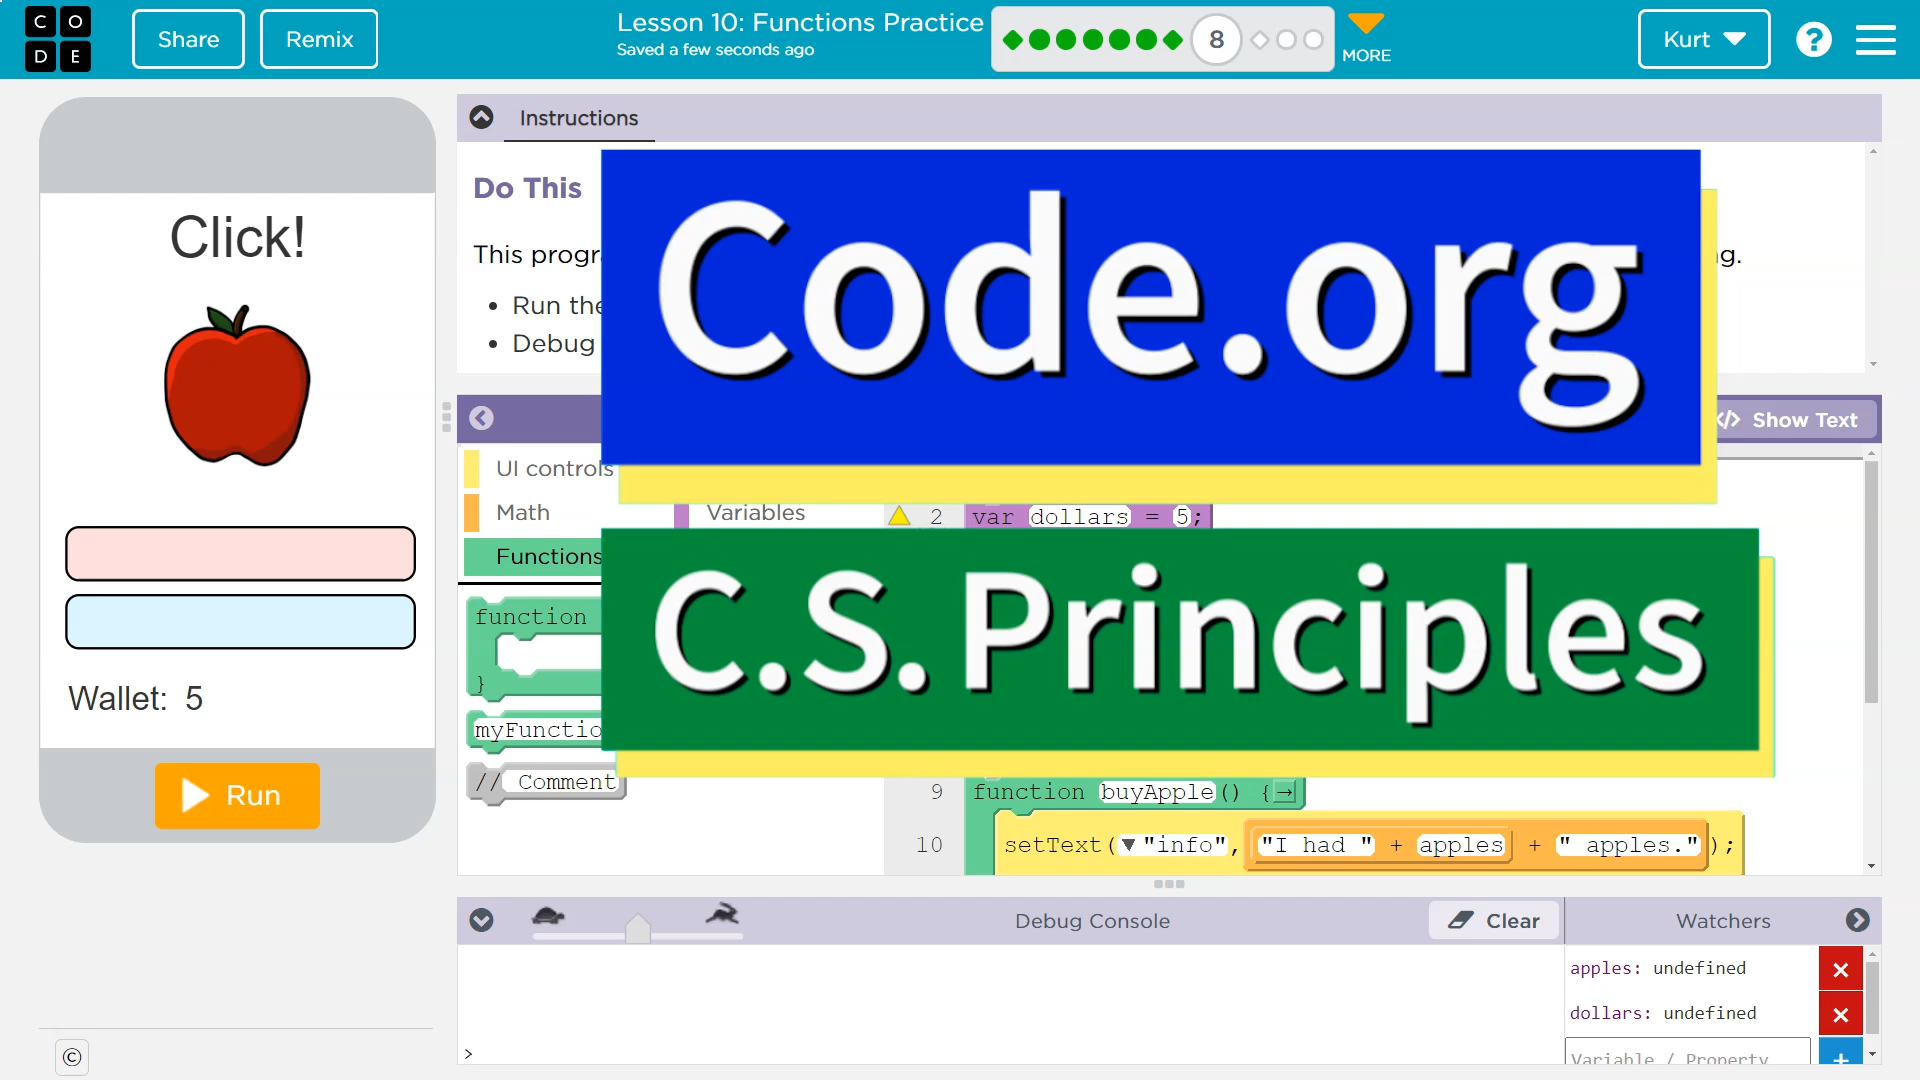 CODE
Share
Remix
Lesson 10: Functions Practice
Saved a few seconds ago
8
MORE
Kurt
?
Instructions
Do This
This progr
g.
Run the
Debug
Code.org
C.S. Principles
Click!
Wallet: 5
Run
©
Show Text
UI controls
Math
Variables
Functions
function
}
myFunctio
// Comment
2 var dollars = 5;
9 function buyApple() {
10 setText("info", "I had " + apples + " apples.");
Debug Console
Clear
Watchers
apples: undefined
dollars: undefined
Variable / Property
>